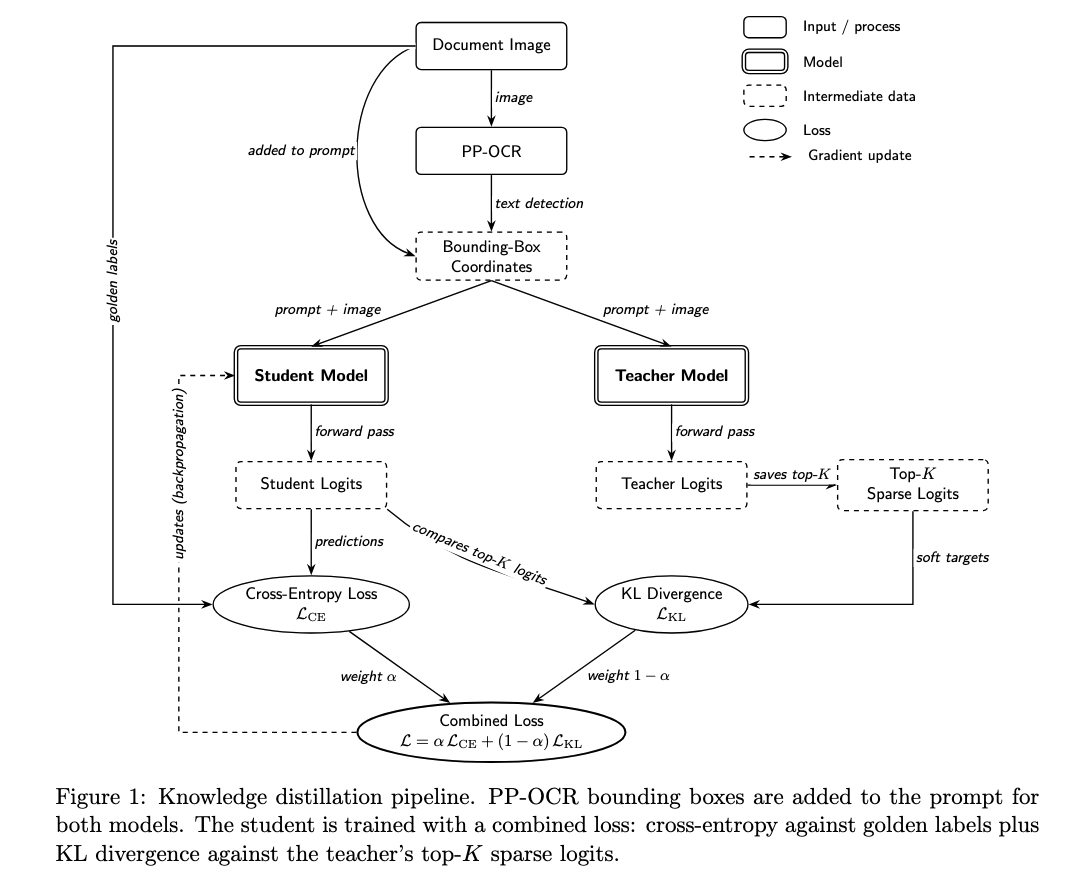 Document Image
Input / process
Model
Intermediate data
Loss
Gradient update
image
added to prompt
PP-OCR
text detection
Bounding-Box
Coordinates
golden labels
prompt + image
prompt + image
Student Model
Teacher Model
forward pass
forward pass
updates (backpropagation)
Student Logits
Teacher Logits
saves top-K
Top-K
Sparse Logits
predictions
compares top-K logits
soft targets
Cross-Entropy Loss
ℒ_CE
KL Divergence
ℒ_KL
weight α
weight 1 − α
Combined Loss
ℒ = α ℒ_CE + (1 − α) ℒ_KL
Figure 1: Knowledge distillation pipeline. PP-OCR bounding boxes are added to the prompt for
both models. The student is trained with a combined loss: cross-entropy against golden labels plus
KL divergence against the teacher's top-K sparse logits.